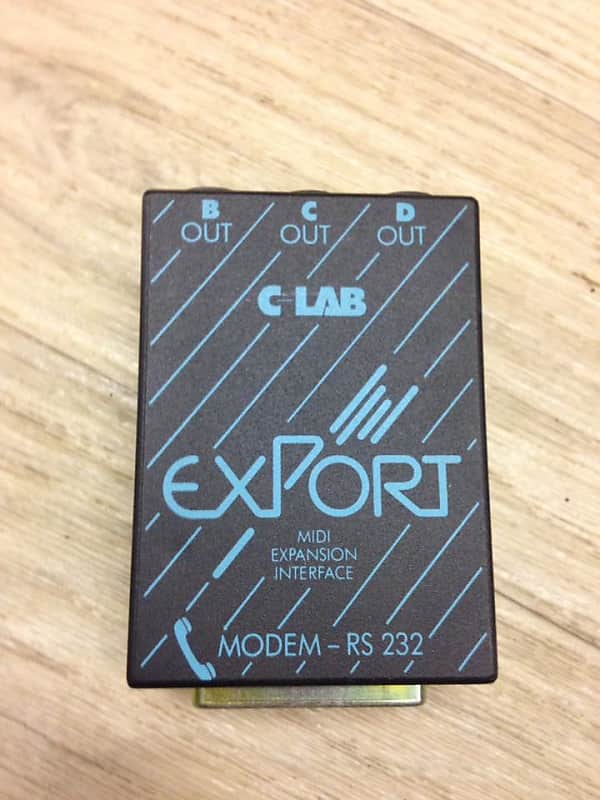 B C D
OUT OUT OUT
C-LAB
EXPORT
MIDI
EXPANSION
INTERFACE
MODEM – RS 232